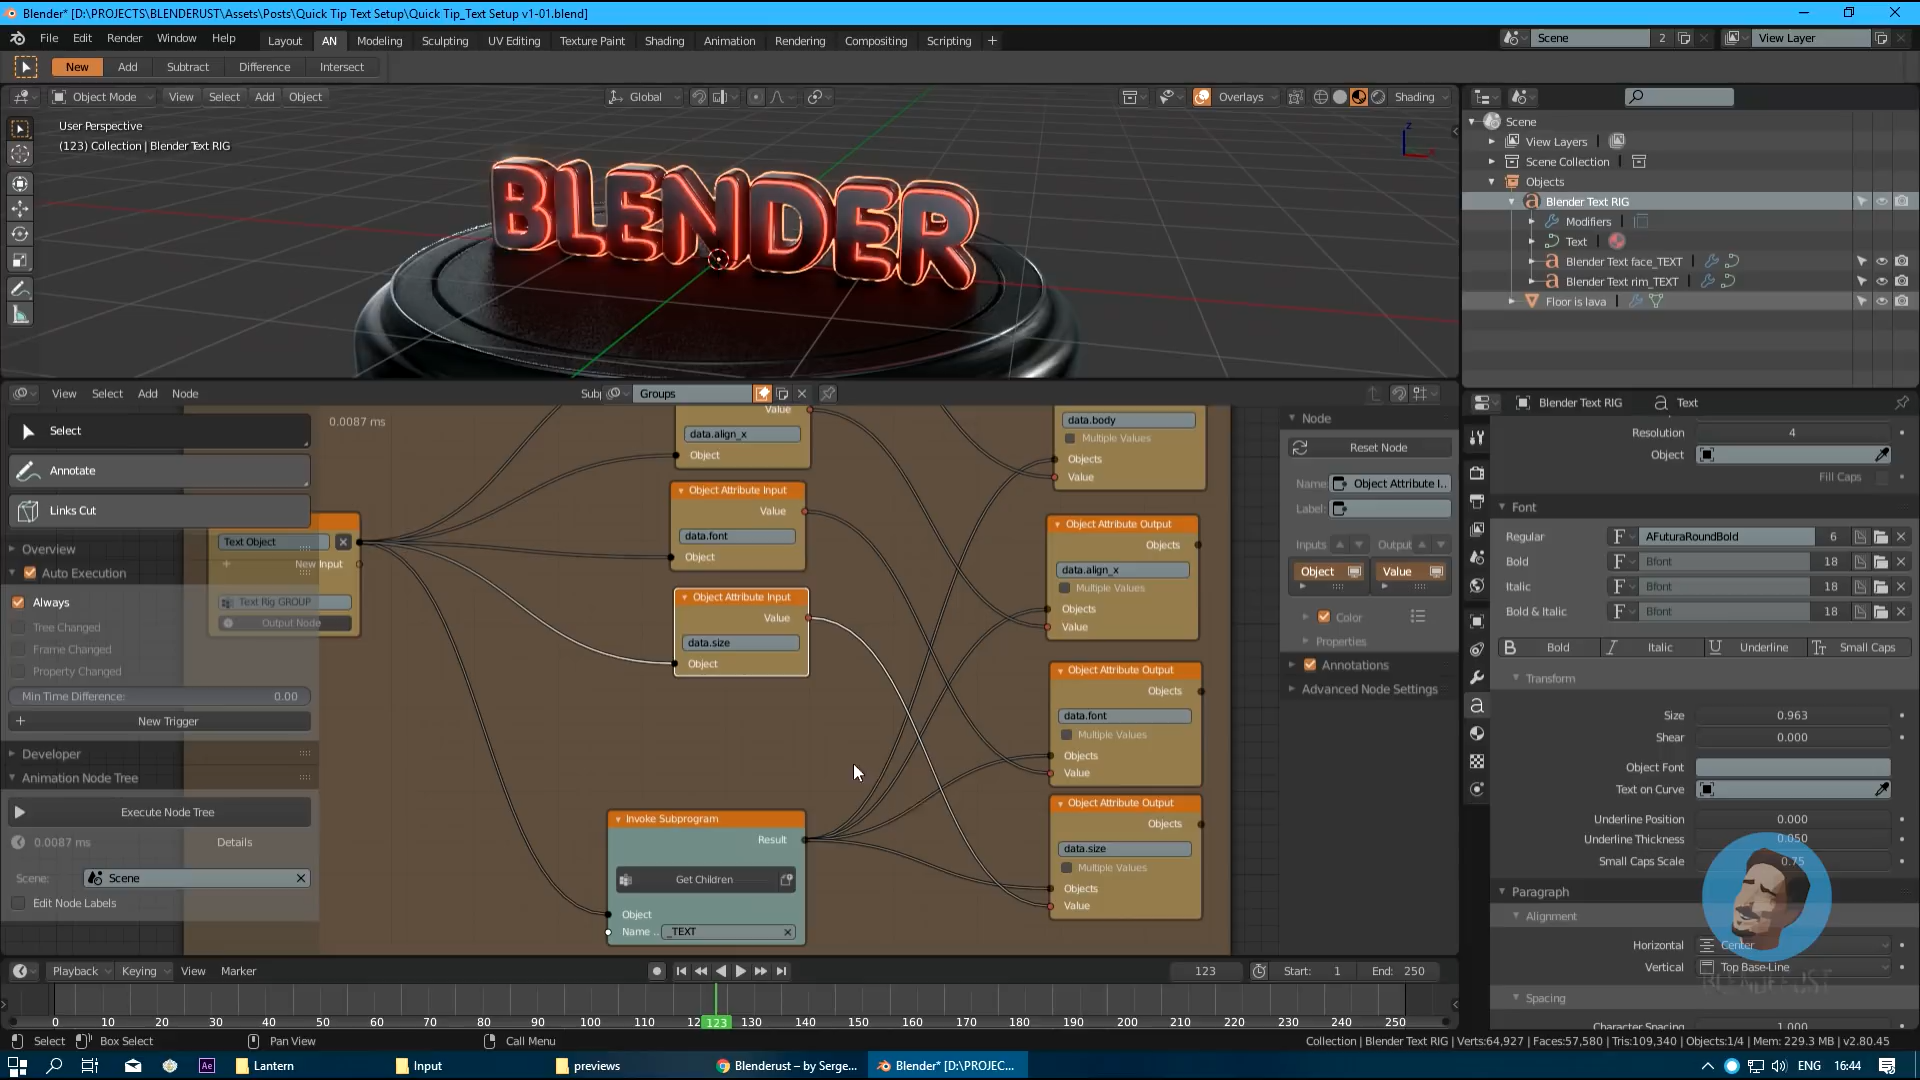 Blender* [D:\PROJECTS\BLENDERUST\Assets\Posts\Quick Tip Text Setup\Quick Tip_Text Setup v1-01.blend]
File Edit Render Window Help Layout AN Modeling Sculpting UV Editing Texture Paint Shading Animation Rendering Compositing Scripting + Scene 2 View Layer
New Add Subtract Difference Intersect
Object Mode View Select Add Object Global Overlays Shading
User Perspective
(123) Collection | Blender Text RIG
Z
BLENDER
Scene
View Layers
Scene Collection
Objects
Blender Text RIG
Modifiers
Text
Blender Text face_TEXT
Blender Text rim_TEXT
Floor is lava
View Select Add Node Sub Groups
Select
Annotate
Links Cut
Overview
Auto Execution
Always
Tree Changed
Frame Changed
Property Changed
Min Time Difference: 0.00
New Trigger
Developer
Animation Node Tree
Execute Node Tree
0.0087 ms Details
Scene: Scene
Edit Node Labels
0.0087 ms
Text Object
New Input
Text Rig GROUP
Output Node
Value
data.align_x
Object
Object Attribute Input
Value
data.font
Object
Object Attribute Input
Value
data.size
Object
Invoke Subprogram
Result
Get Children
Object
Name .. _TEXT
data.body
Multiple Values
Objects
Value
Object Attribute Output
Objects
data.align_x
Multiple Values
Objects
Value
Object Attribute Output
Objects
data.font
Multiple Values
Objects
Value
Object Attribute Output
Objects
data.size
Multiple Values
Objects
Value
Node
Reset Node
Name: Object Attribute I..
Label:
Inputs Output
Object Value
Color
Properties
Annotations
Advanced Node Settings
Blender Text RIG Text
Resolution 4
Object
Fill Caps
Font
Regular F AFuturaRoundBold 6
Bold F Bfont 18
Italic F Bfont 18
Bold & Italic F Bfont 18
B Bold I Italic U Underline Tt Small Caps
Transform
Size 0.963
Shear 0.000
Object Font
Text on Curve
Underline Position 0.000
Underline Thickness 0.050
Small Caps Scale 0.75
Paragraph
Alignment
Horizontal Center
Vertical Top Base-Line
BLENDERUST
Spacing
Character Spacing 1.000
Playback Keying View Marker 123 Start: 1 End: 250
0 10 20 30 40 50 60 70 80 90 100 110 12 123 130 140 150 160 170 180 190 200 210 220 230 240 250
Select Box Select Pan View Call Menu Collection | Blender Text RIG | Verts:64,927 | Faces:57,580 | Tris:109,340 | Objects:1/4 | Mem: 229.3 MB | v2.80.45
Ae Lantern Input previews Blenderust – by Serge... Blender* [D:\PROJEC... ENG 16:44